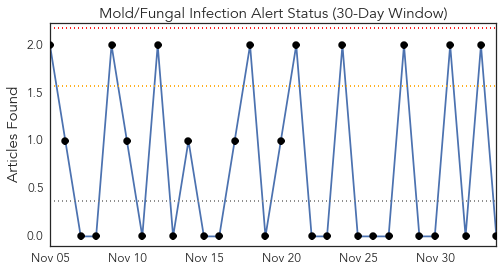 Mold/Fungal Infection Alert Status (30-Day Window)
Articles Found
2.0
1.5
1.0
0.5
0.0
Nov 05
Nov 10
Nov 15
Nov 20
Nov 25
Nov 30